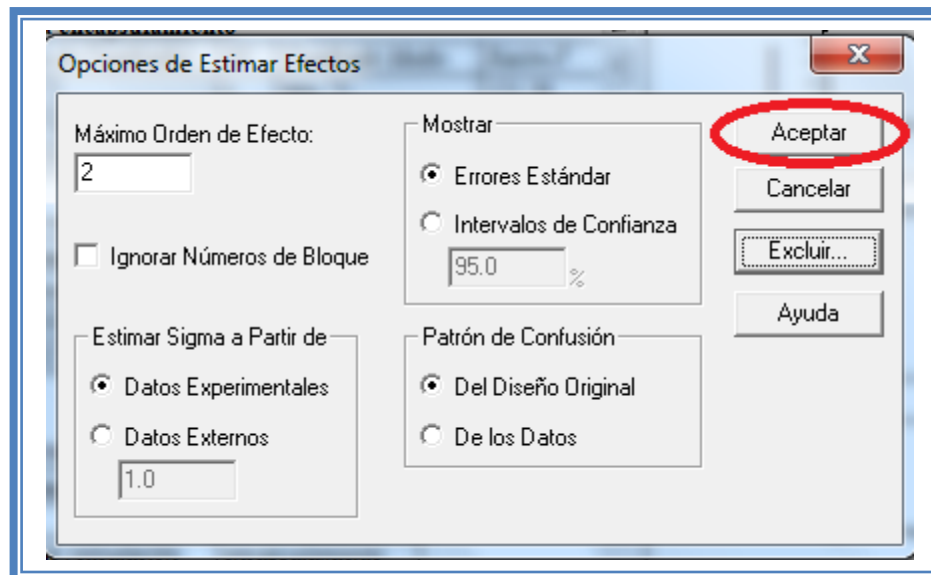 Opciones de Estimar Efectos
Máximo Orden de Efecto:
2
Ignorar Números de Bloque
Estimar Sigma a Partir de
Datos Experimentales
Datos Externos
1.0
Mostrar
Errores Estándar
Intervalos de Confianza
95.0 %
Patrón de Confusión
Del Diseño Original
De los Datos
Aceptar
Cancelar
Excluir...
Ayuda